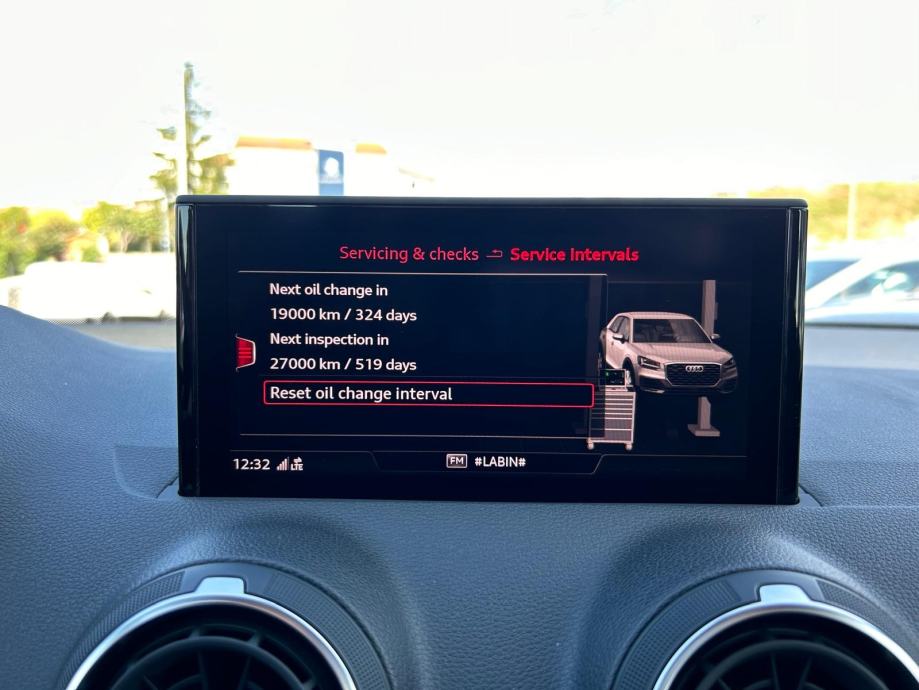 Servicing & checks Service intervals
Next oil change in
19000 km / 324 days
Next inspection in
27000 km / 519 days
Reset oil change interval
12:32 LTE FM #LABIN#